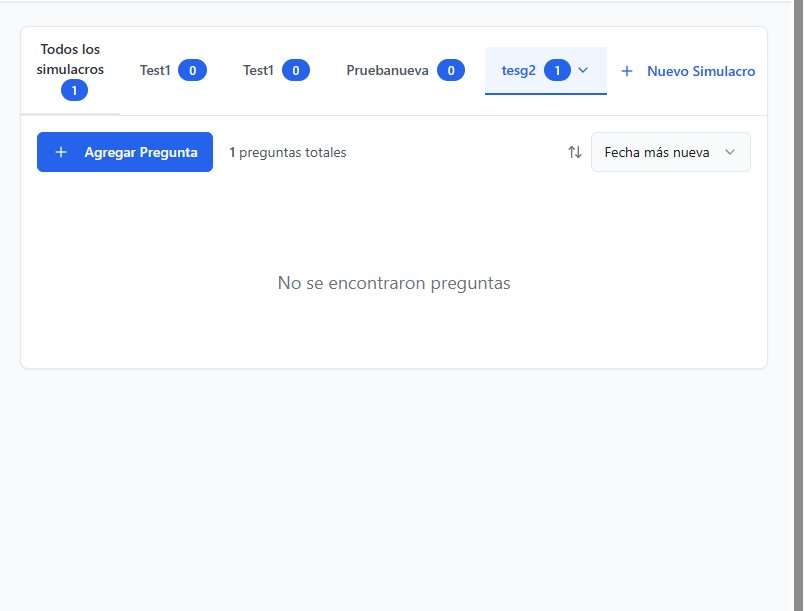 Todos los
simulacros
1
Test1 0
Test1 0
Pruebanueva 0
tesg2 1
+ Nuevo Simulacro
+ Agregar Pregunta
1 preguntas totales
Fecha más nueva
No se encontraron preguntas